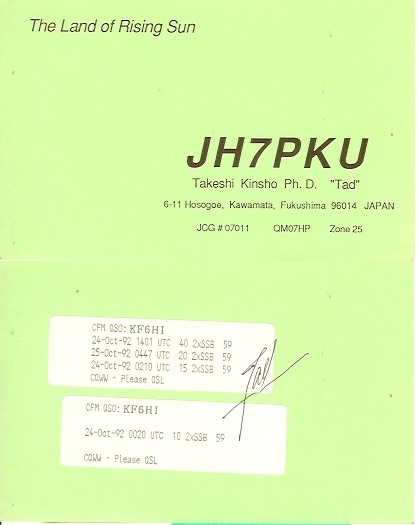 The Land of Rising Sun
JH7PKU
Takeshi Kinsho Ph. D. "Tad"
6-11 Hosogoe, Kawamata, Fukushima 96014 JAPAN
JCG # 07011 QM07HP Zone 25
CFM QSO: KF6HI
24-Oct-92 1401 UTC 40 2xSSB 59
25-Oct-92 0447 UTC 20 2xSSB 59
24-Oct-92 0210 UTC 15 2xSSB 59
CQWW - Please QSL
Tad
CFM QSO: KF6HI
24-Oct-92 0020 UTC 10 2xSSB 59
CQWW - Please QSL